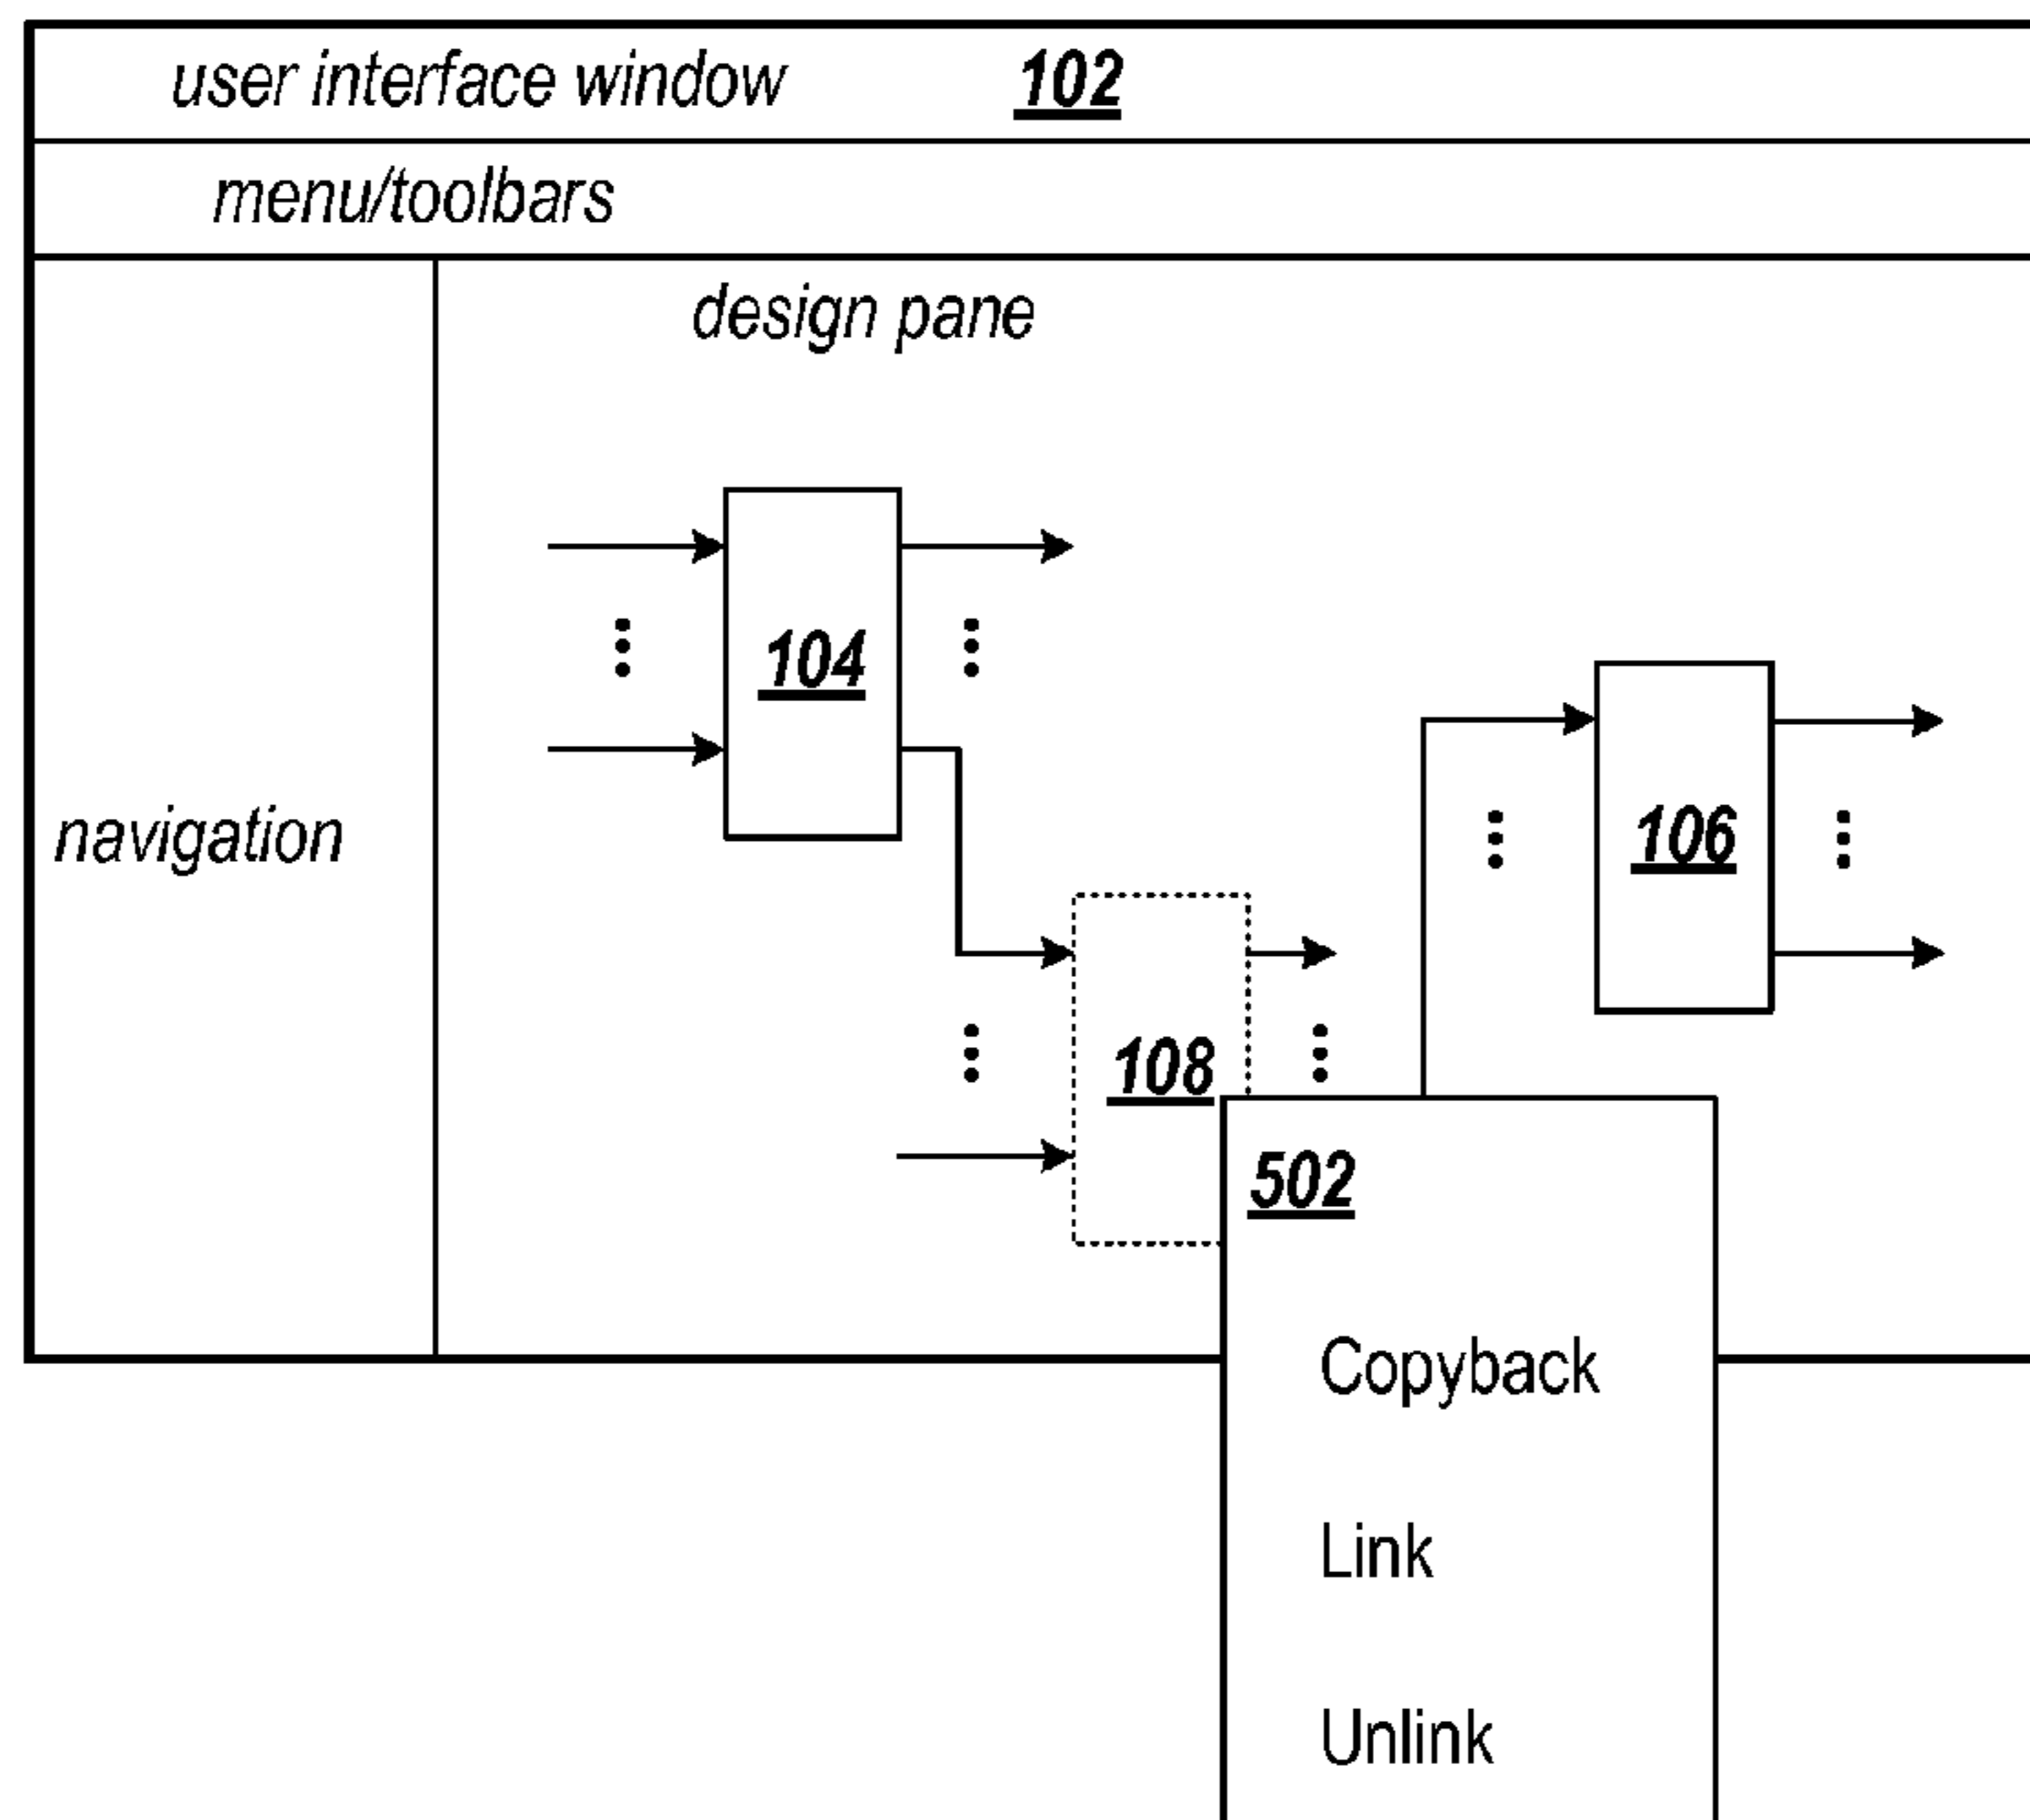 user interface window 102
menu/toolbars
design pane
104
navigation
106
108
502
Copyback
Link
Unlink